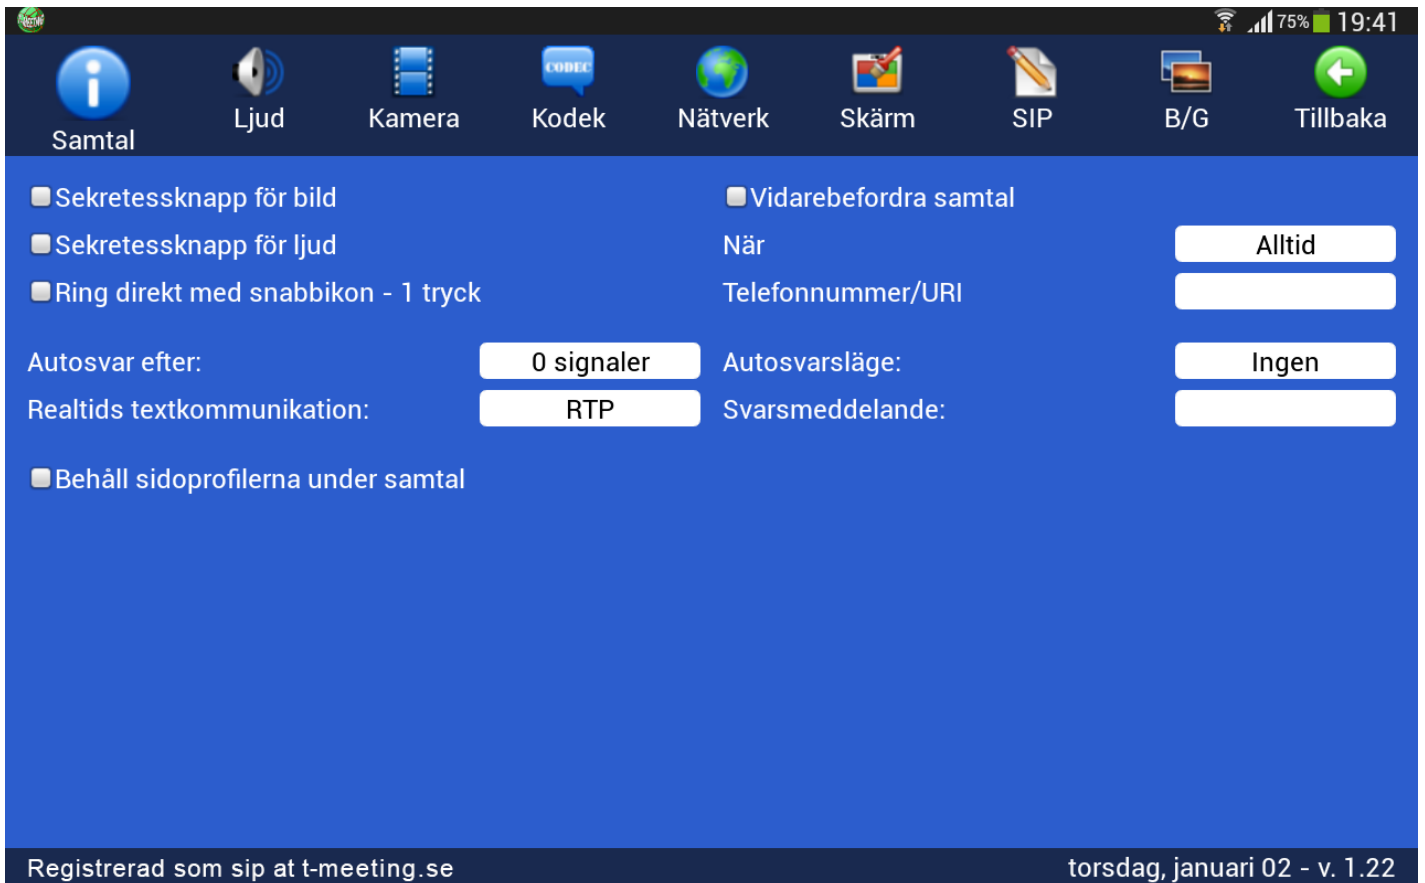 75% 19:41
CODEC
Samtal Ljud Kamera Kodek Nätverk Skärm SIP B/G Tillbaka
Sekretessknapp för bild
Sekretessknapp för ljud
Ring direkt med snabbikon - 1 tryck
Vidarebefordra samtal
När Alltid
Telefonnummer/URI
Autosvar efter: 0 signaler
Realtids textkommunikation: RTP
Autosvarsläge: Ingen
Svarsmeddelande:
Behåll sidoprofilerna under samtal
Registrerad som sip at t-meeting.se
torsdag, januari 02 - v. 1.22